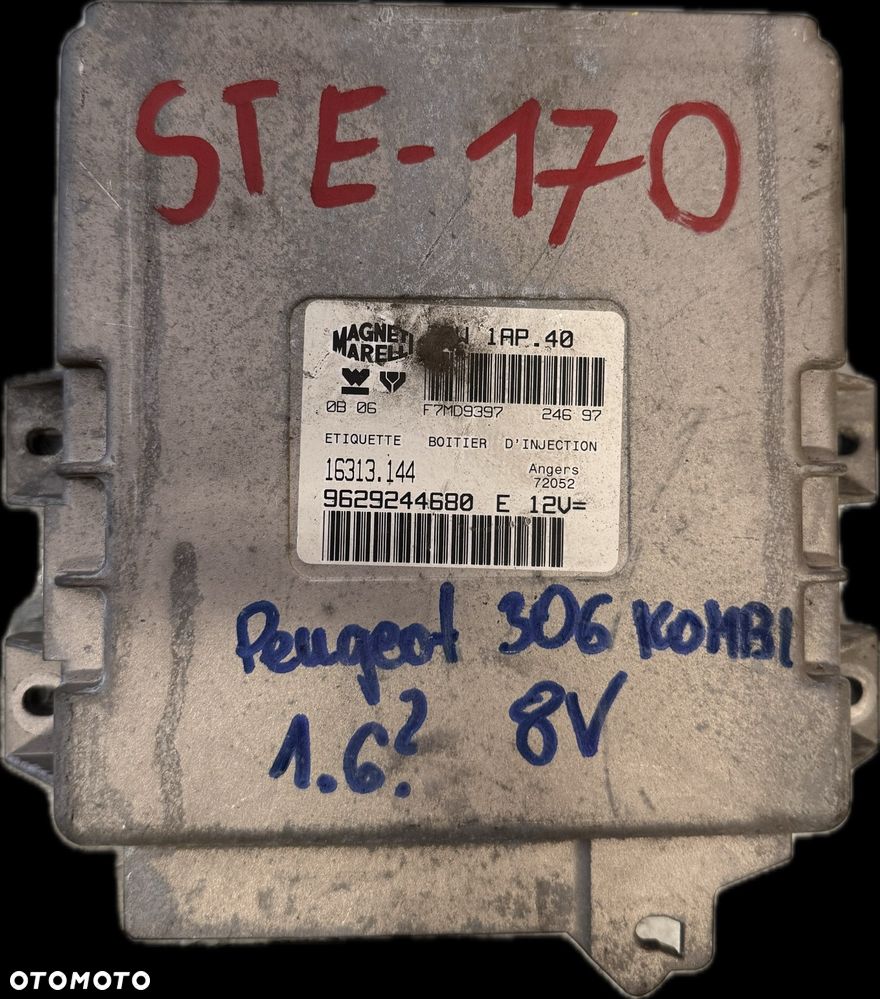 STE-170
MAGNETI MARELLI
1AP.40
0B 06 F7MD9397 246 97
ETIQUETTE BOITIER D'INJECTION
16313.144 Angers
72052
9629244680 E 12V=
Peugeot 306 KOMBI
1.6? 8V
OTOMOTO